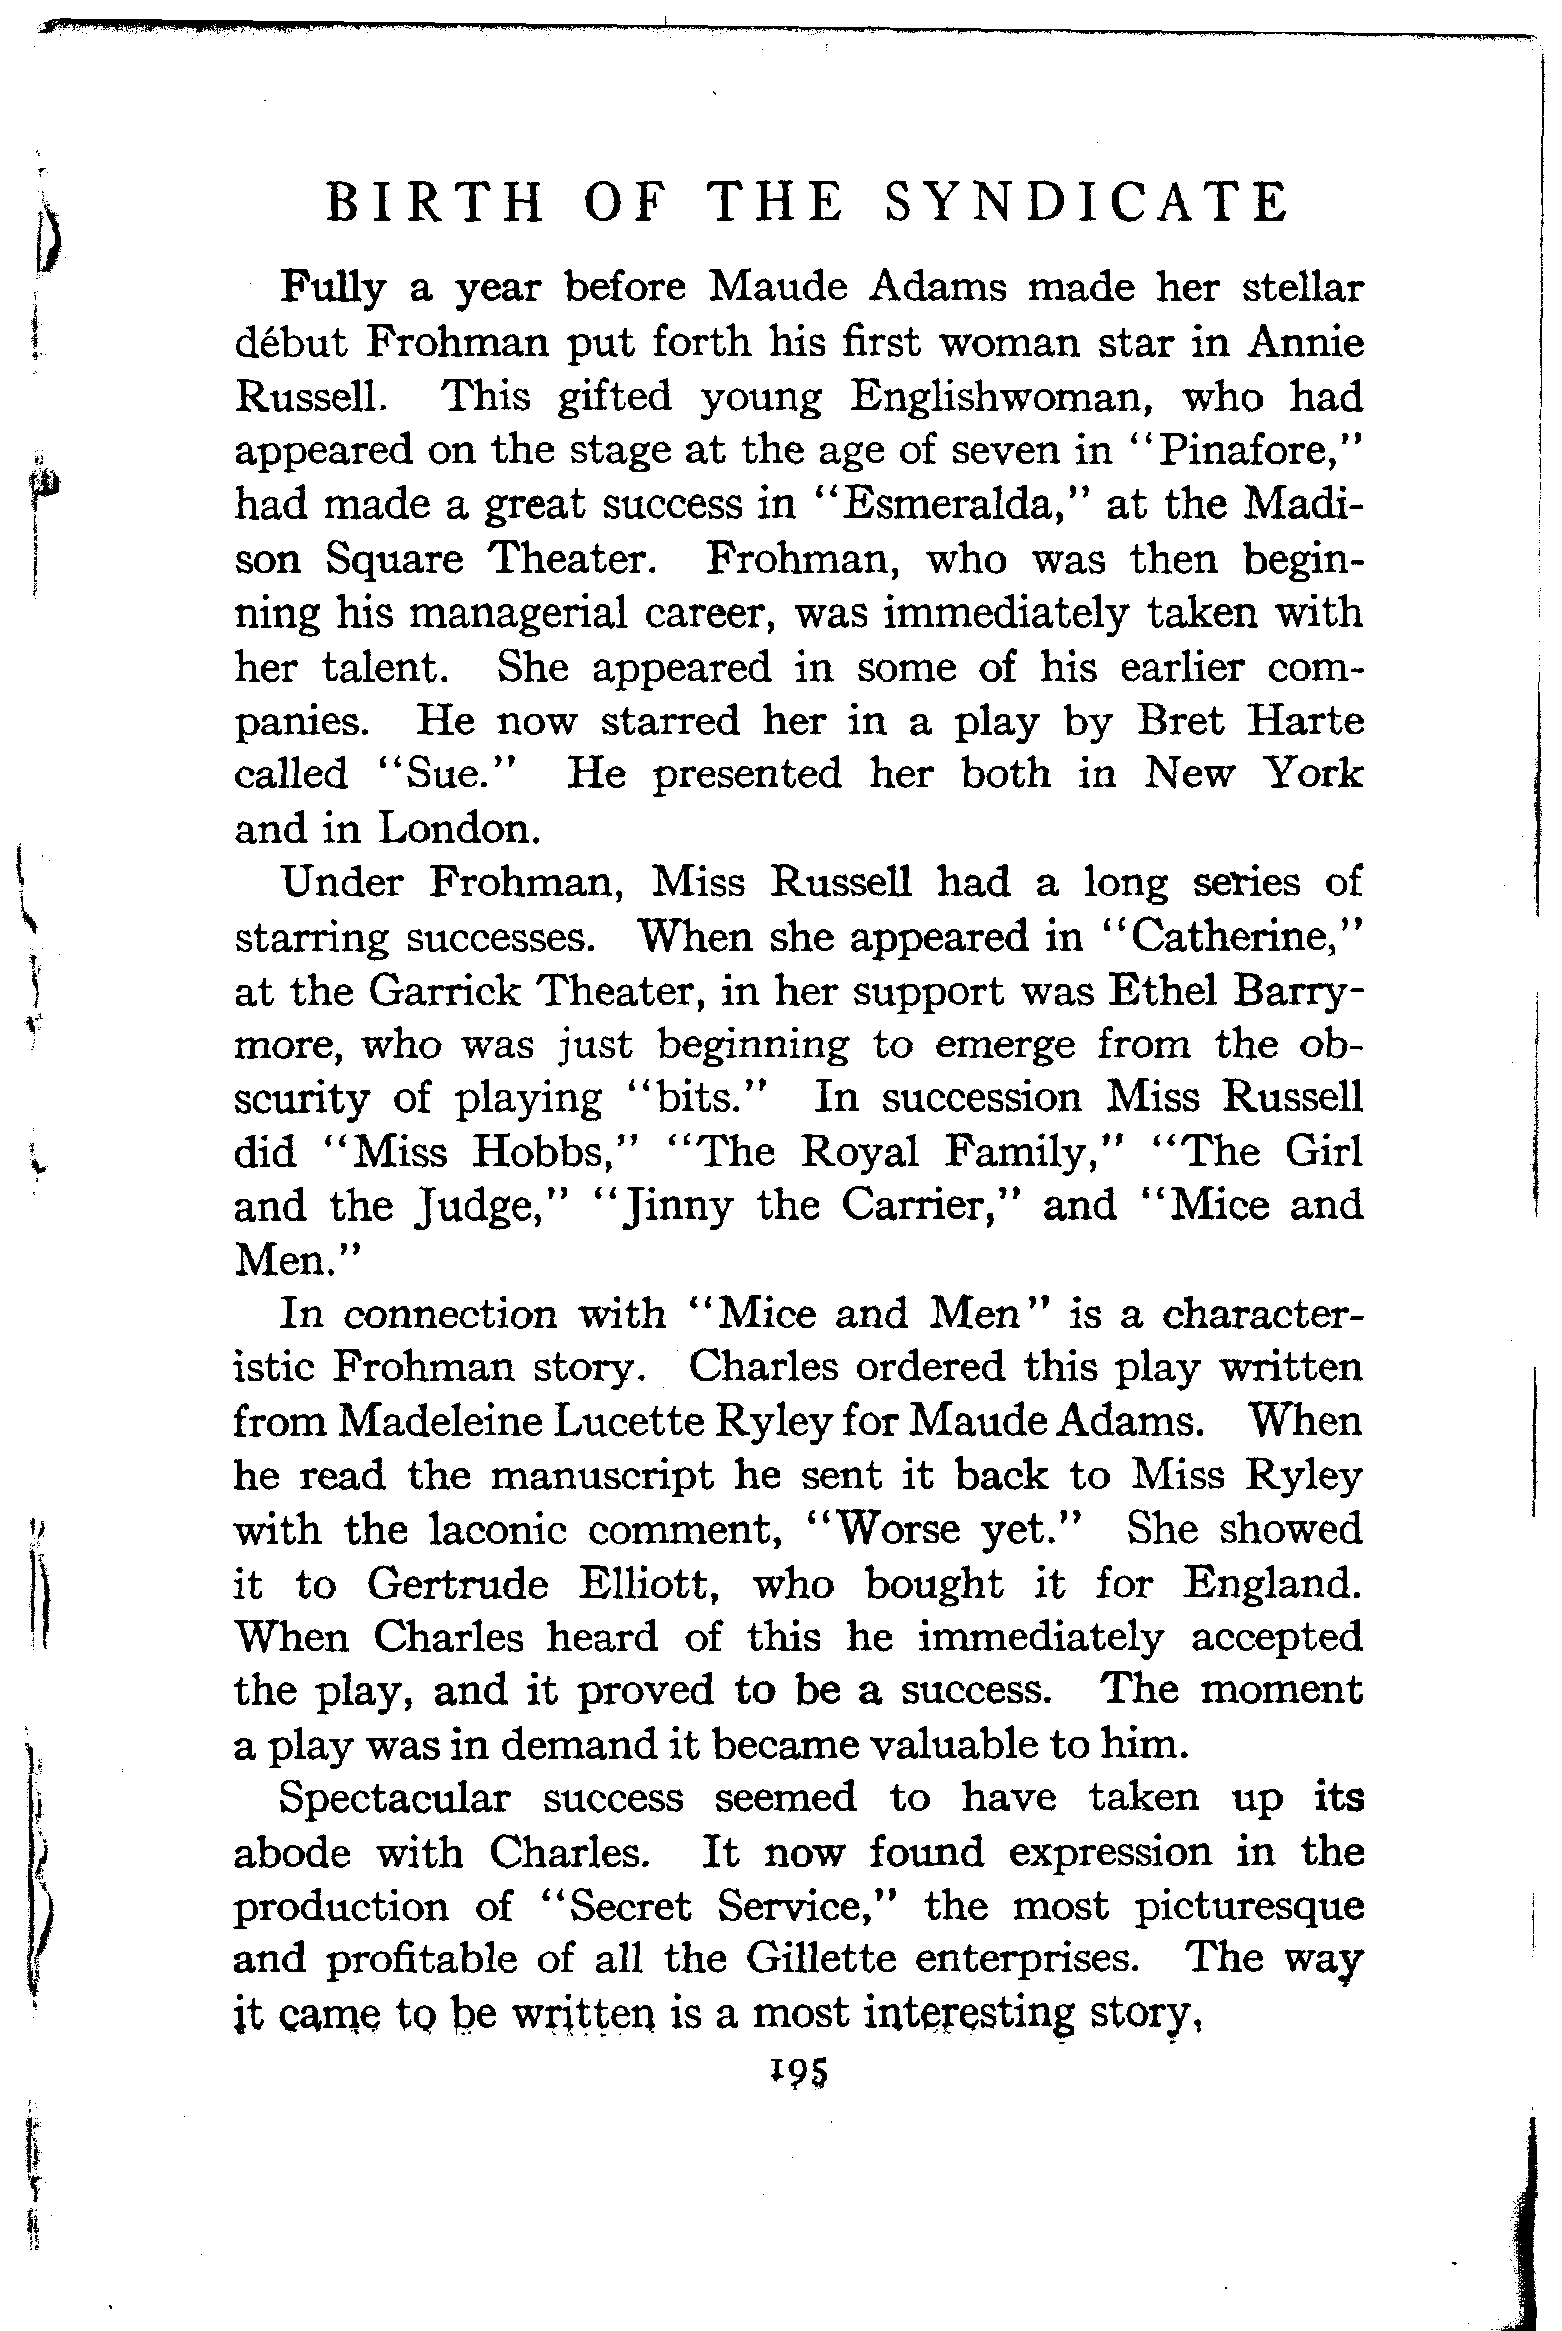 BIRTH OF THE SYNDICATE
Fully a year before Maude Adams made her stellar
début Frohman put forth his first woman star in Annie
Russell. This gifted young Englishwoman, who had
appeared on the stage at the age of seven in "Pinafore,"
had made a great success in "Esmeralda," at the Madi-
son Square Theater. Frohman, who was then begin-
ning his managerial career, was immediately taken with
her talent. She appeared in some of his earlier com-
panies. He now starred her in a play by Bret Harte
called "Sue." He presented her both in New York
and in London.
Under Frohman, Miss Russell had a long series of
starring successes. When she appeared in "Catherine,"
at the Garrick Theater, in her support was Ethel Barry-
more, who was just beginning to emerge from the ob-
scurity of playing "bits." In succession Miss Russell
did "Miss Hobbs," "The Royal Family," "The Girl
and the Judge," "Jinny the Carrier," and "Mice and
Men."
In connection with "Mice and Men" is a character-
istic Frohman story. Charles ordered this play written
from Madeleine Lucette Ryley for Maude Adams. When
he read the manuscript he sent it back to Miss Ryley
with the laconic comment, "Worse yet." She showed
it to Gertrude Elliott, who bought it for England.
When Charles heard of this he immediately accepted
the play, and it proved to be a success. The moment
a play was in demand it became valuable to him.
Spectacular success seemed to have taken up its
abode with Charles. It now found expression in the
production of "Secret Service," the most picturesque
and profitable of all the Gillette enterprises. The way
it came to be written is a most interesting story.
195